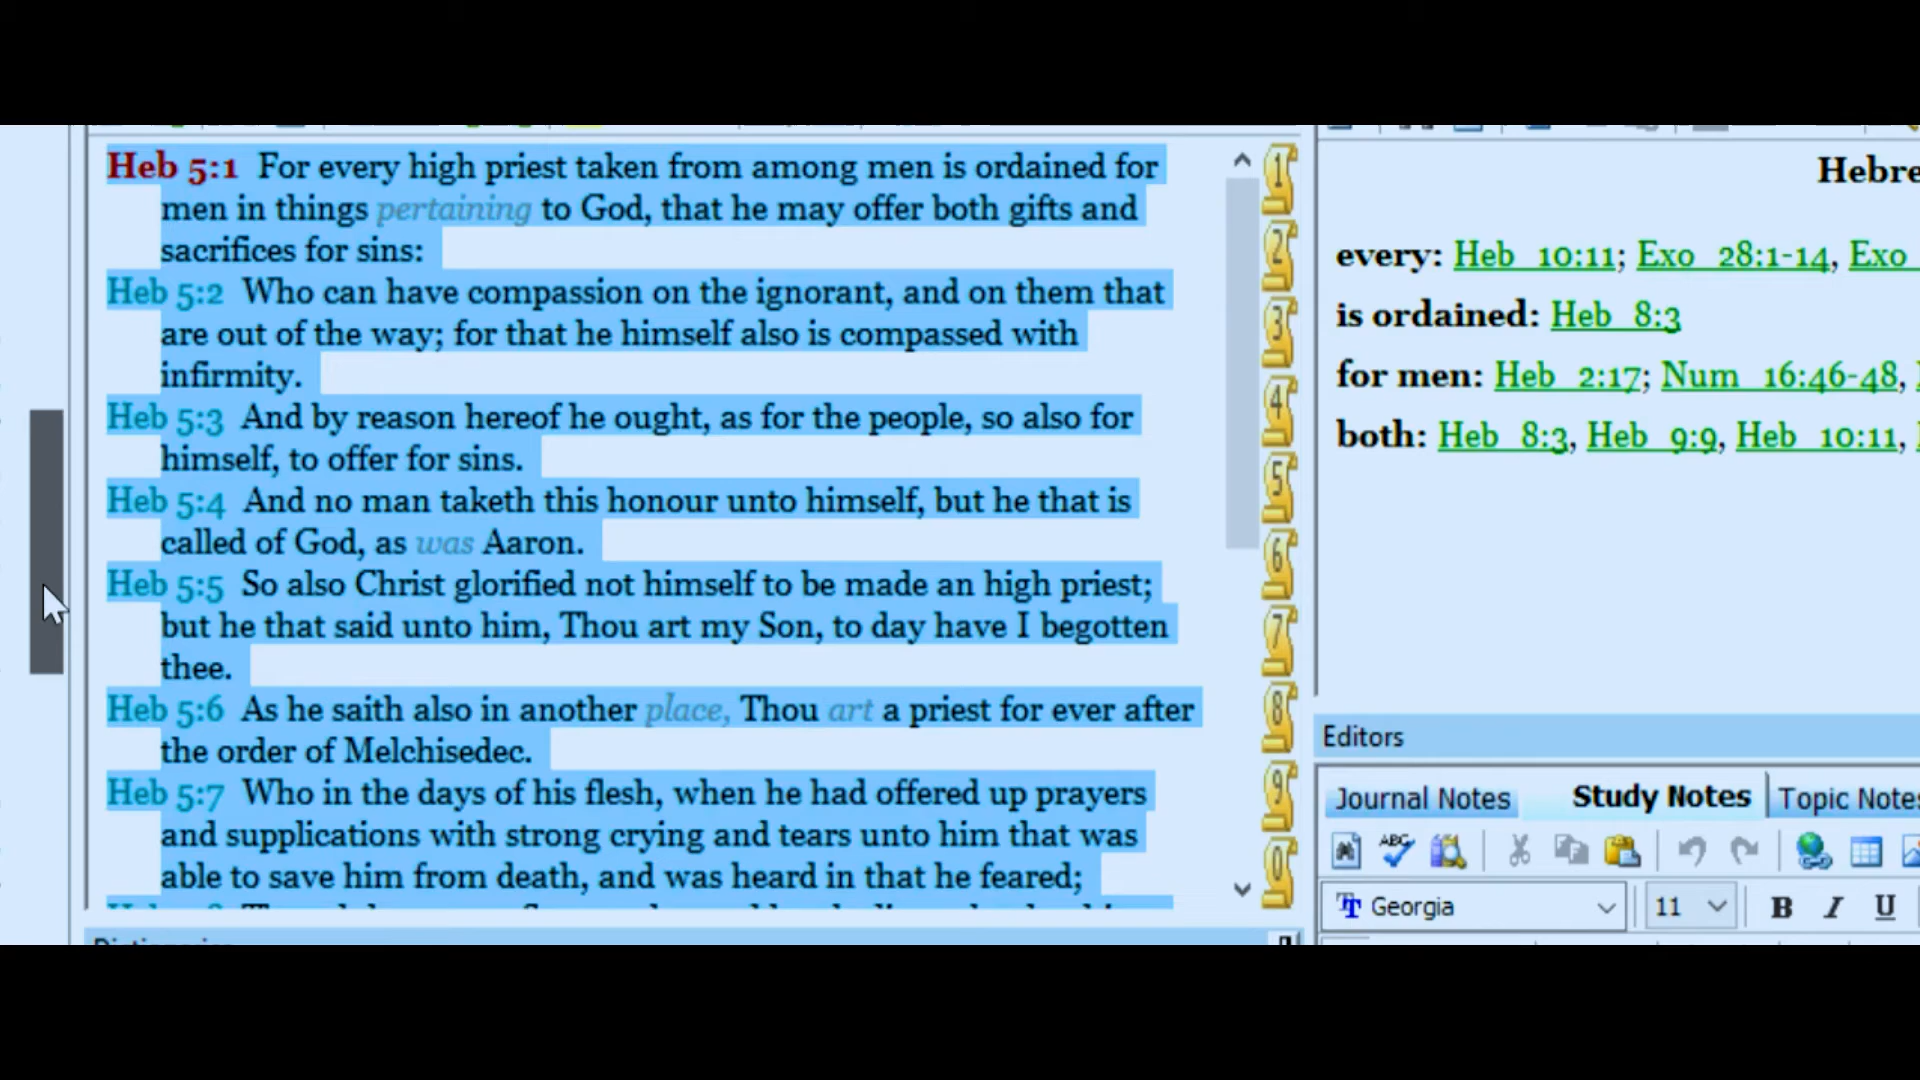 Heb 5:1 For every high priest taken from among men is ordained for
men in things pertaining to God, that he may offer both gifts and
sacrifices for sins:
Heb 5:2 Who can have compassion on the ignorant, and on them that
are out of the way; for that he himself also is compassed with
infirmity.
Heb 5:3 And by reason hereof he ought, as for the people, so also for
himself, to offer for sins.
Heb 5:4 And no man taketh this honour unto himself, but he that is
called of God, as was Aaron.
Heb 5:5 So also Christ glorified not himself to be made an high priest;
but he that said unto him, Thou art my Son, to day have I begotten
thee.
Heb 5:6 As he saith also in another place, Thou art a priest for ever after
the order of Melchisedec.
Heb 5:7 Who in the days of his flesh, when he had offered up prayers
and supplications with strong crying and tears unto him that was
able to save him from death, and was heard in that he feared;
1
2
3
4
5
6
7
8
9
0
Hebre
every: Heb 10:11; Exo 28:1-14, Exo
is ordained: Heb 8:3
for men: Heb 2:17; Num 16:46-48,
both: Heb 8:3, Heb 9:9, Heb 10:11,
Editors
Journal Notes Study Notes Topic Notes
ABC
Georgia 11 B I U